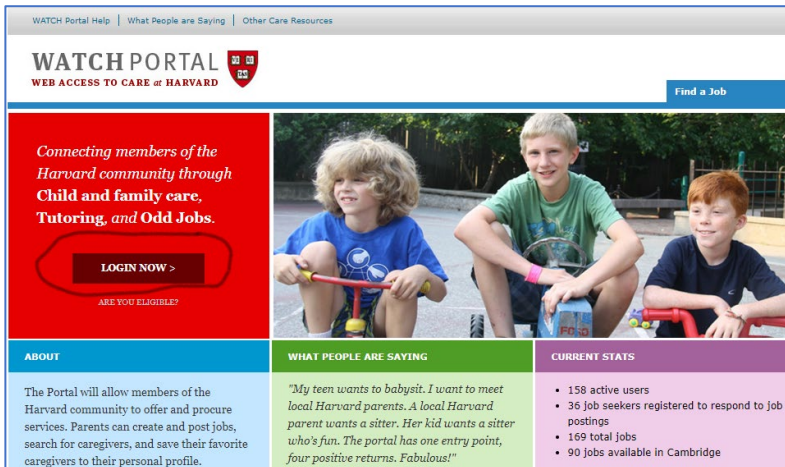 WATCH Portal Help | What People are Saying | Other Care Resources
WATCH PORTAL
WEB ACCESS TO CARE at HARVARD
VE RI TAS
Find a Job
Connecting members of the
Harvard community through
Child and family care,
Tutoring, and Odd Jobs.
LOGIN NOW >
ARE YOU ELIGIBLE?
FORD
ABOUT
The Portal will allow members of the
Harvard community to offer and procure
services. Parents can create and post jobs,
search for caregivers, and save their favorite
caregivers to their personal profile.
WHAT PEOPLE ARE SAYING
"My teen wants to babysit. I want to meet
local Harvard parents. A local Harvard
parent wants a sitter. Her kid wants a sitter
who's fun. The portal has one entry point,
four positive returns. Fabulous!"
CURRENT STATS
• 158 active users
• 36 job seekers registered to respond to job
postings
• 169 total jobs
• 90 jobs available in Cambridge